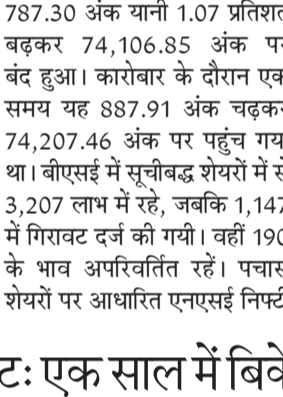 787.30 अंक यानी 1.07 प्रतिशत
बढ़कर 74,106.85 अंक पर
बंद हुआ। कारोबार के दौरान एक
समय यह 887.91 अंक चढ़कर
74,207.46 अंक पर पहुंच गया
था। बीएसई में सूचीबद्ध शेयरों में से
3,207 लाभ में रहे, जबकि 1,147
में गिरावट दर्ज की गयी। वहीं 190
के भाव अपरिवर्तित रहें। पचास
शेयरों पर आधारित एनएसई निफ्टी
एक साल में